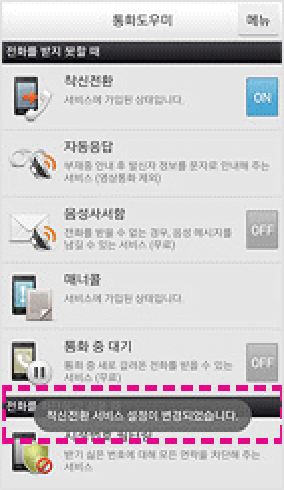 통화도우미
메뉴
전화를 받지 못할 때
착신전환
서비스에 가입된 상태입니다.
ON
자동응답
부재중 안내 후 발신자 정보를 문자로 안내해 주는
서비스 (영상통화 제외)
음성사서함
전화를 받을 수 없는 경우, 음성 메시지를
남길 수 있는 서비스 (무료)
OFF
매너콜
서비스에 가입된 상태입니다.
통화 중 대기
통화 중 새로 걸려온 전화를 받을 수 있는
서비스 (무료)
OFF
전화를
착신전환 서비스 설정이 변경되었습니다.
받기 싫은 번호에 대해 모든 연락을 차단해 주는
서비스